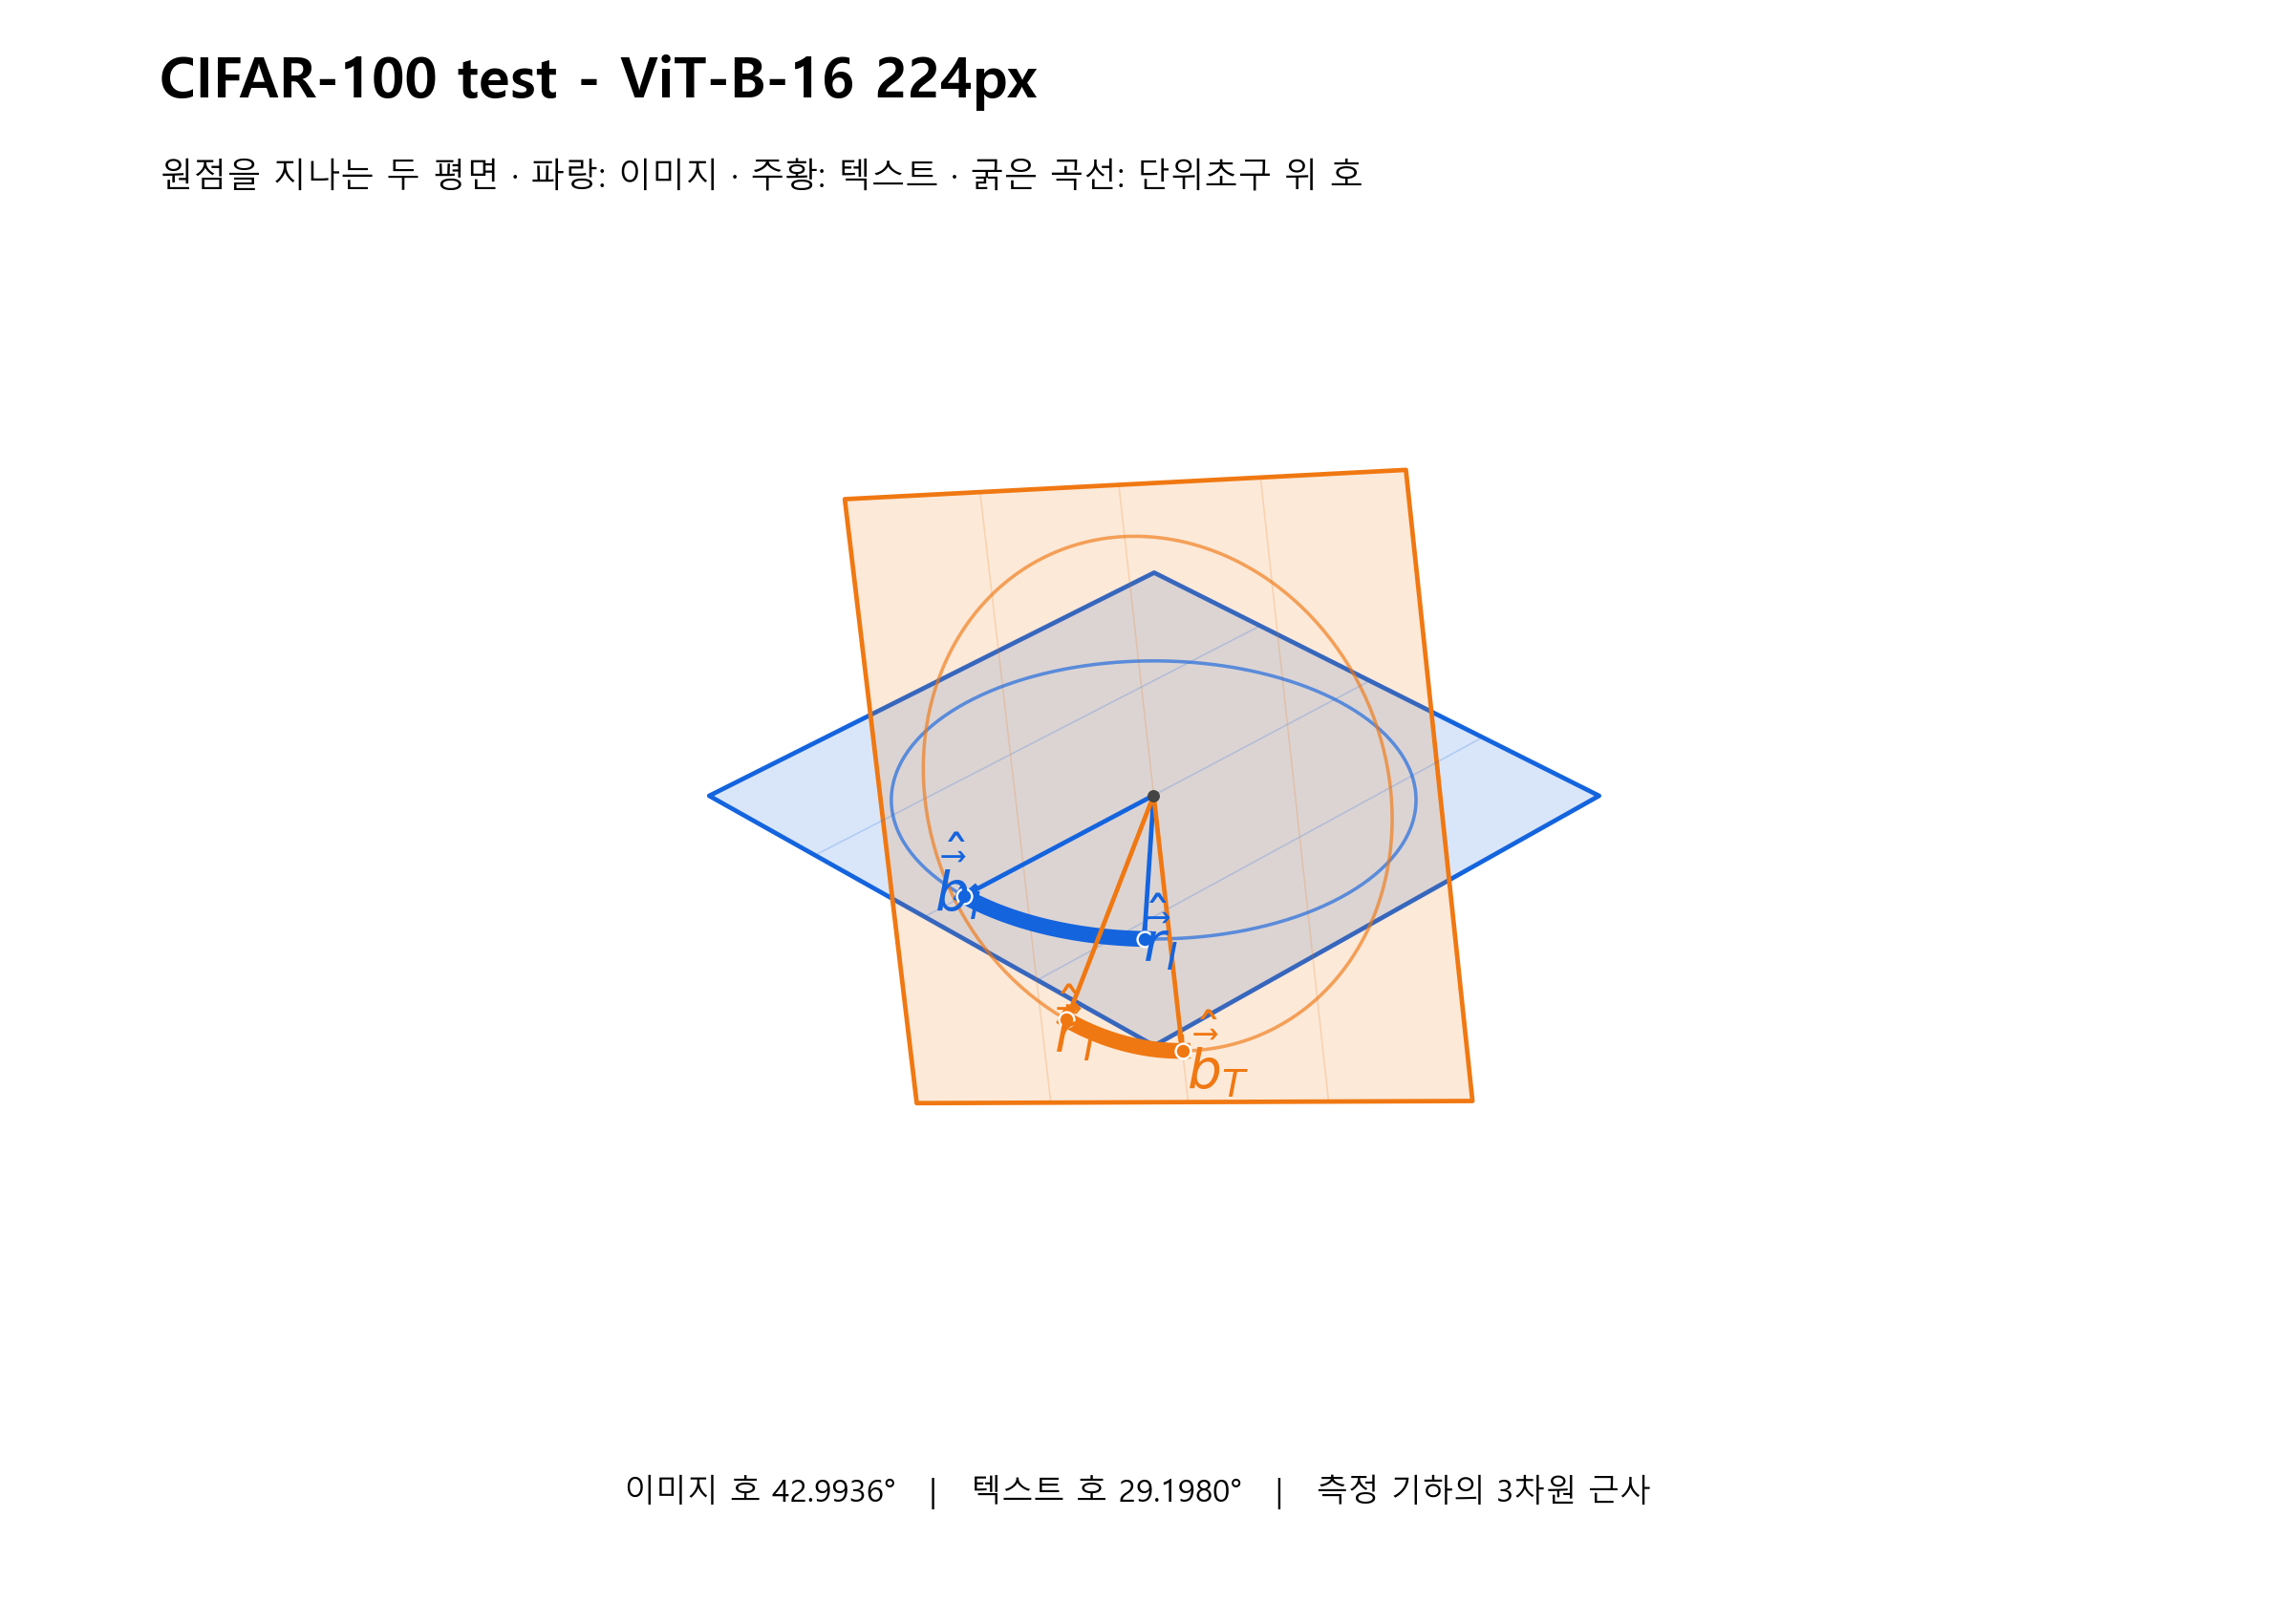 CIFAR-100 test - ViT-B-16 224px
원점을 지나는 두 평면 · 파랑: 이미지 · 주황: 텍스트 · 굵은 곡선: 단위초구 위 호
b
r I
r
b T
이미지 호 42.9936° | 텍스트 호 29.1980° | 측정 기하의 3차원 근사